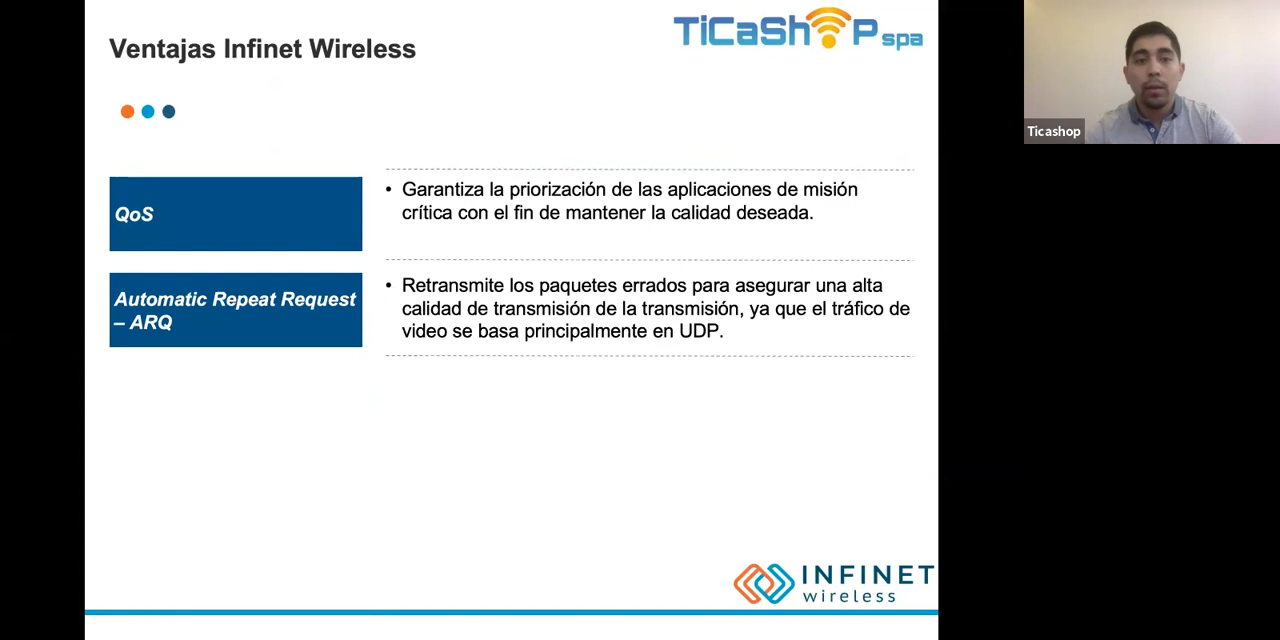 Ventajas Infinet Wireless
TiCaShOP spa
Ticashop
QoS
• Garantiza la priorización de las aplicaciones de misión
crítica con el fin de mantener la calidad deseada.
Automatic Repeat Request
– ARQ
• Retransmite los paquetes errados para asegurar una alta
calidad de transmisión de la transmisión, ya que el tráfico de
video se basa principalmente en UDP.
INFINET
wireless